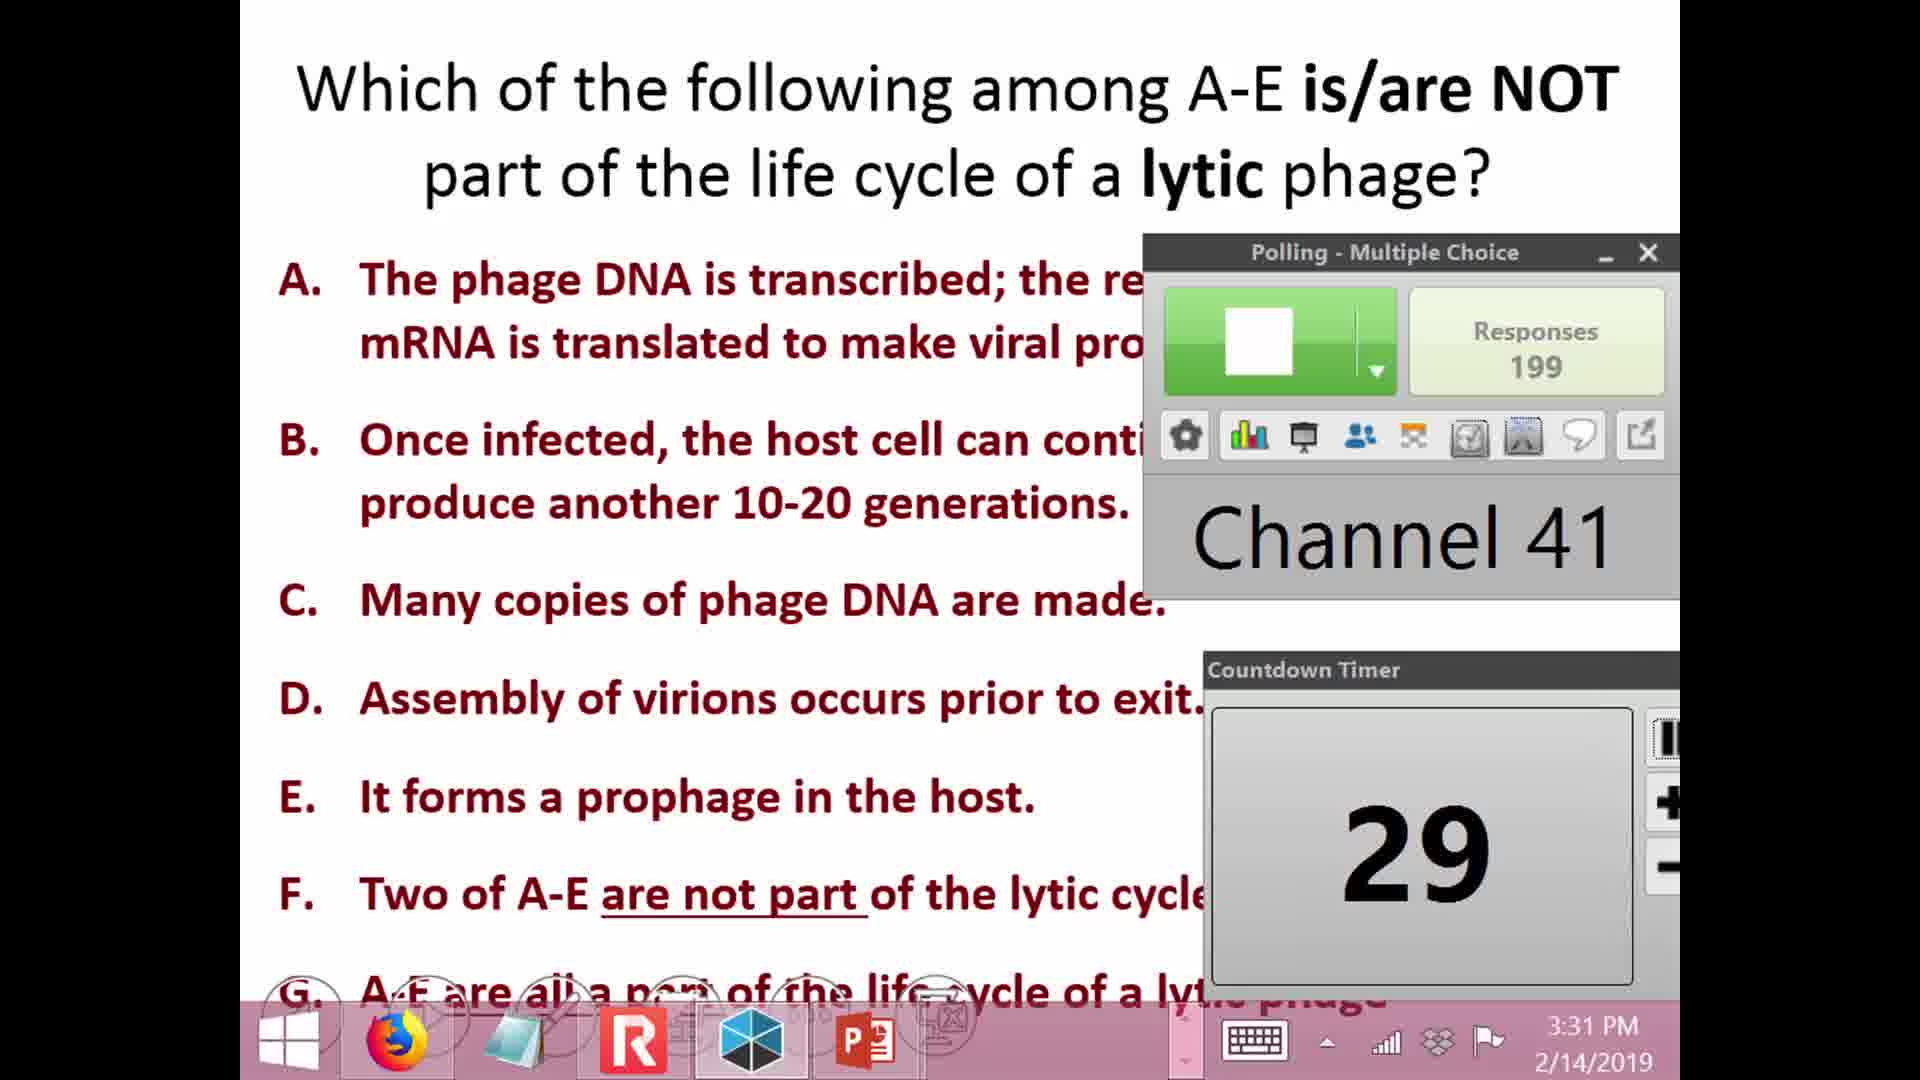 Which of the following among A-E is/are NOT
part of the life cycle of a lytic phage?
A. The phage DNA is transcribed; the re
mRNA is translated to make viral pro
B. Once infected, the host cell can conti
produce another 10-20 generations.
C. Many copies of phage DNA are made.
D. Assembly of virions occurs prior to exit.
E. It forms a prophage in the host.
F. Two of A-E are not part of the lytic cycle
G. A-E are all a part of the life cycle of a lytic phage
Polling - Multiple Choice
Responses
199
Channel 41
Countdown Timer
29
3:31 PM
2/14/2019